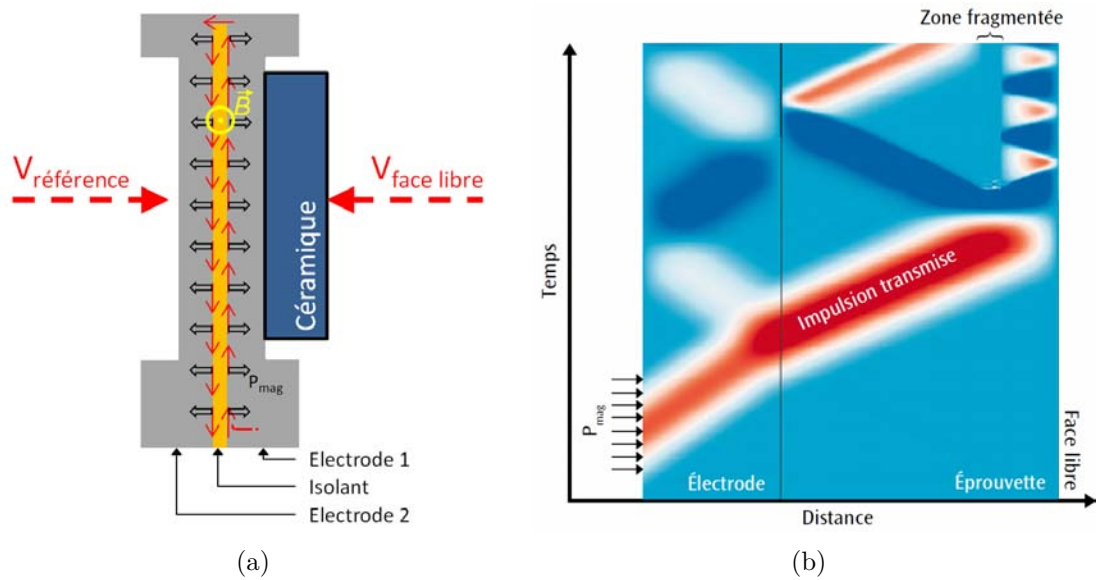 B
V référence
V face libre
Céramique
P mag
i
Electrode 1
Isolant
Electrode 2
(a)
Zone fragmentée
Temps
Impulsion transmise
P mag
Électrode
Éprouvette
Face libre
Distance
(b)